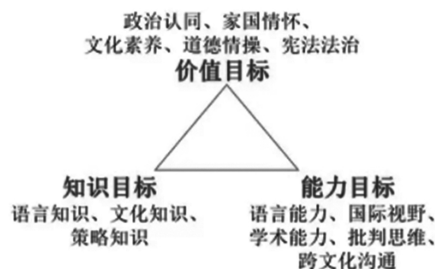 政治认同、家国情怀、
文化素养、道德情操、宪法法治
价值目标
知识目标
语言知识、文化知识、
策略知识
能力目标
语言能力、国际视野、
学术能力、批判思维、
跨文化沟通